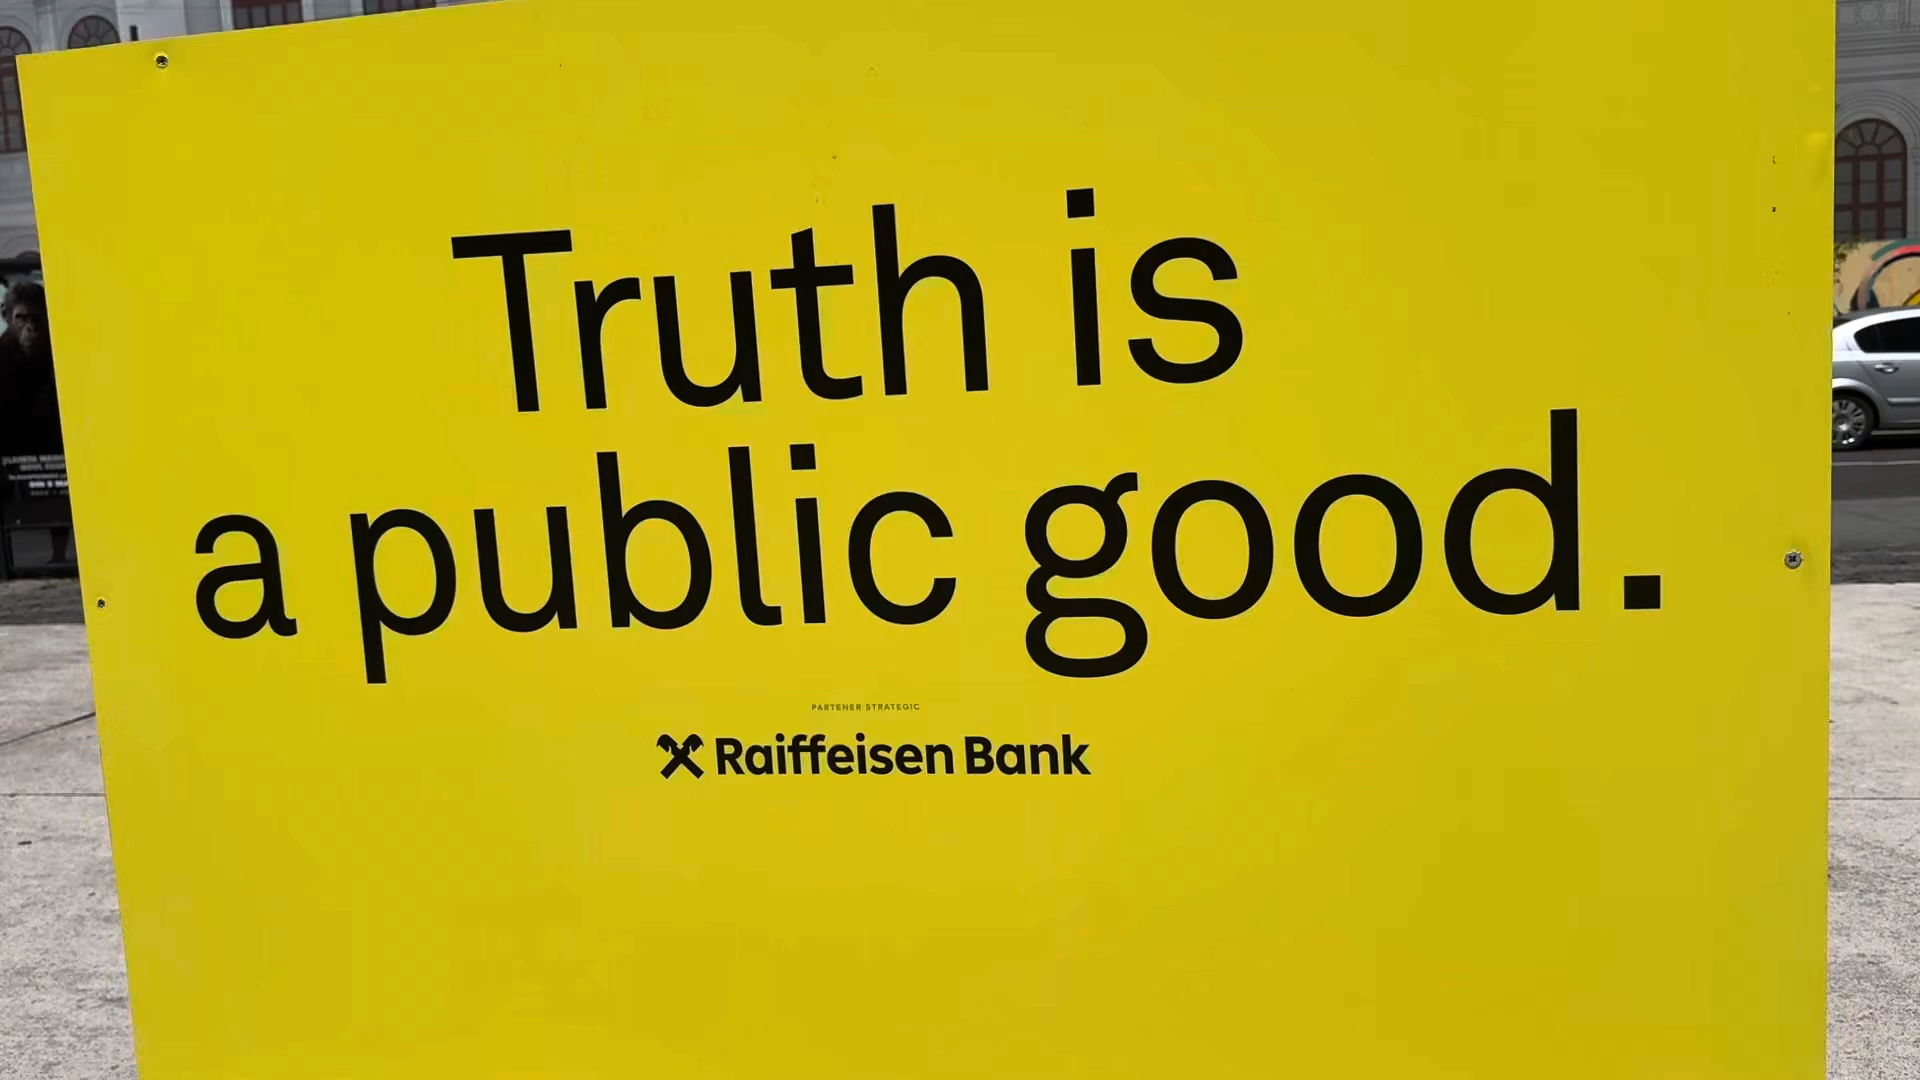 Truth is
a public good.
PARTENER STRATEGIC
Raiffeisen Bank